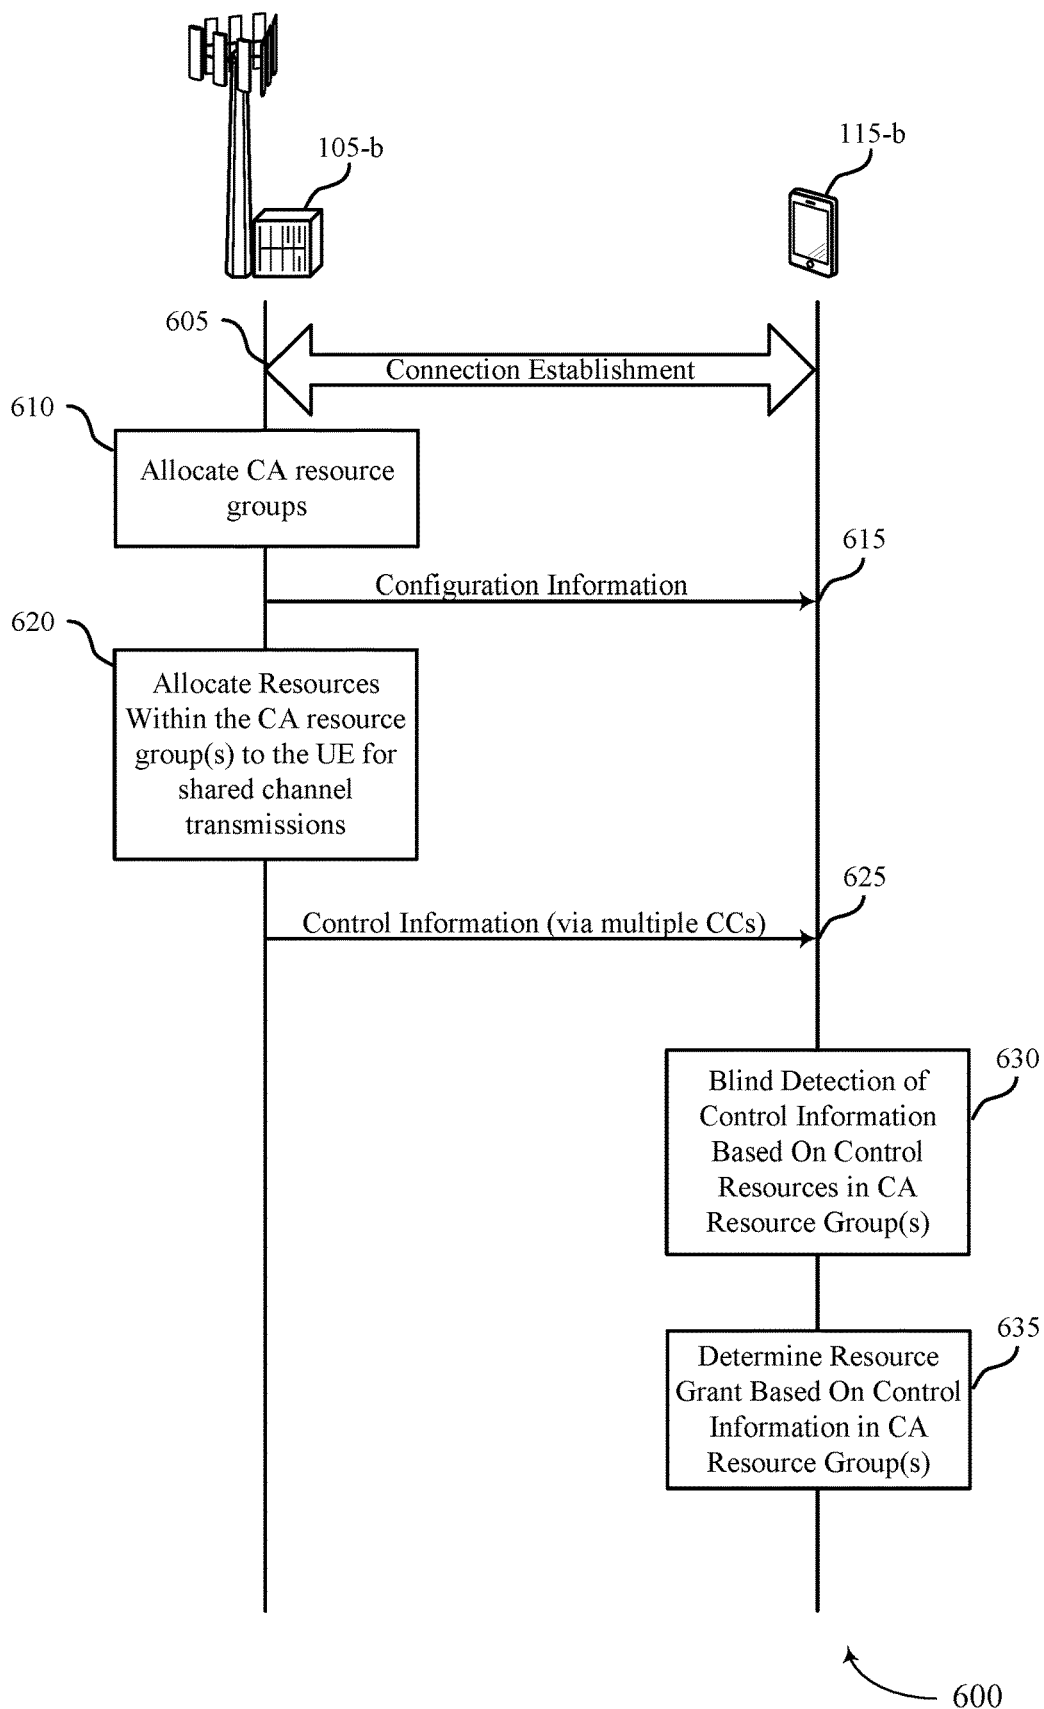 105-b
115-b
605
Connection Establishment
610
Allocate CA resource
groups
615
Configuration Information
620
Allocate Resources
Within the CA resource
group(s) to the UE for
shared channel
transmissions
625
Control Information (via multiple CCs)
630
Blind Detection of
Control Information
Based On Control
Resources in CA
Resource Group(s)
635
Determine Resource
Grant Based On Control
Information in CA
Resource Group(s)
600